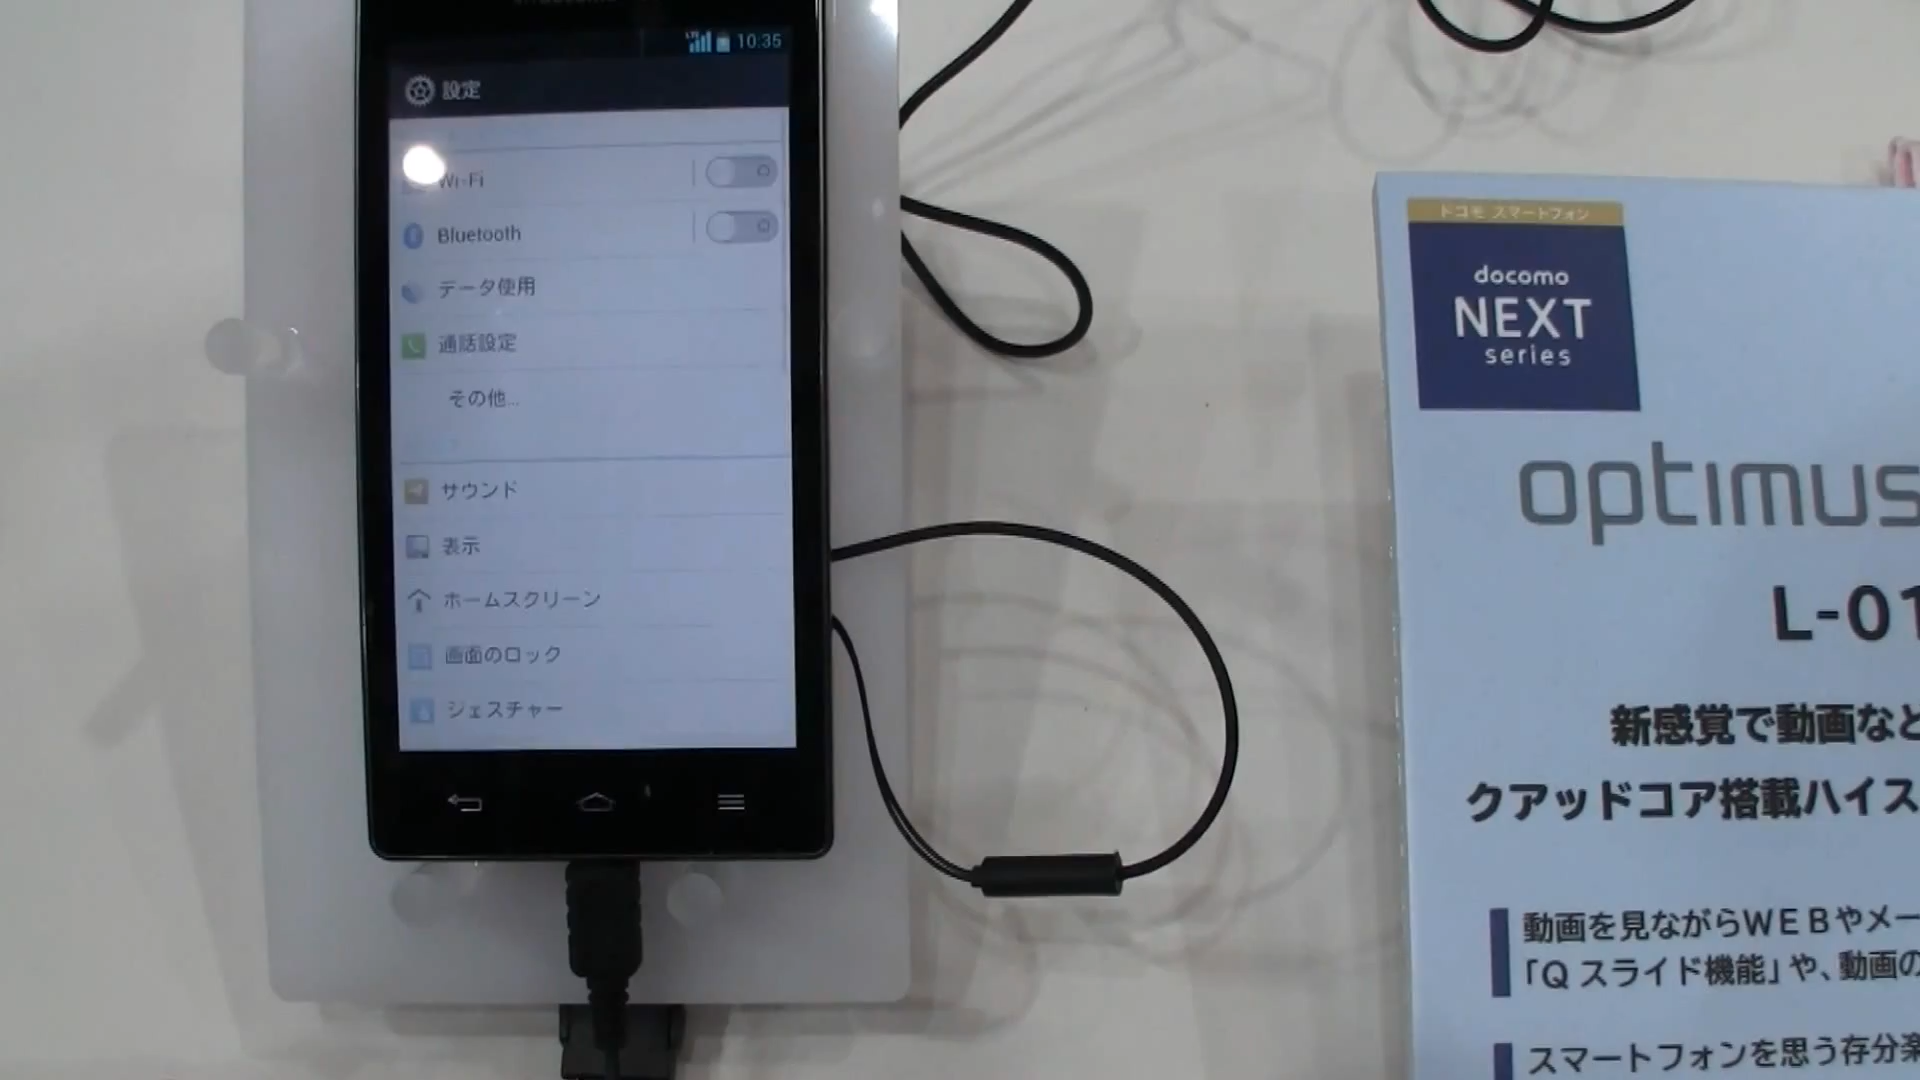 LTE 10:35
設定
Wi-Fi
Bluetooth
データ使用
通話設定
その他...
サウンド
表示
ホームスクリーン
画面のロック
ジェスチャー
ドコモ スマートフォン
docomo
NEXT
series
optimus
L-01
新感覚で動画など
クアッドコア搭載ハイス
動画を見ながらWEBやメー
「Q スライド機能」や、動画の
スマートフォンを思う存分楽